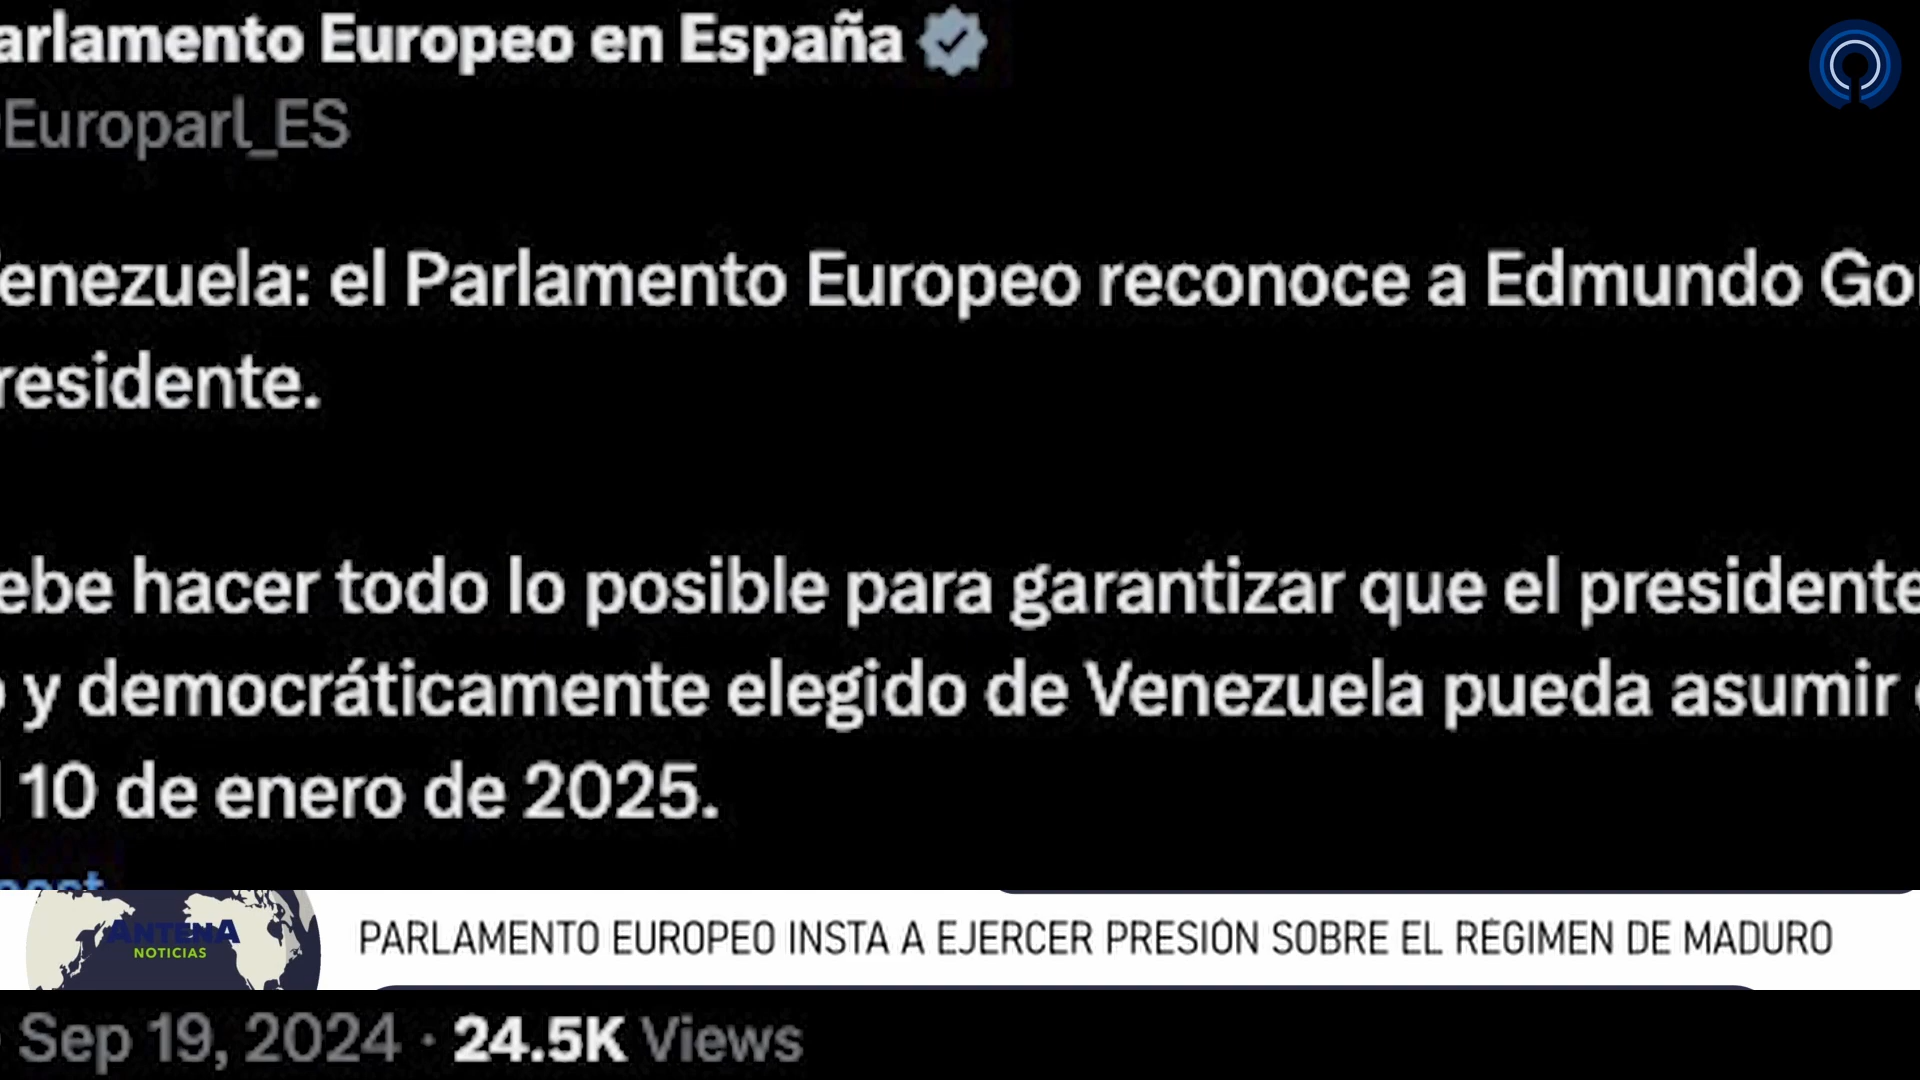 arlamento Europeo en España
Europarl_ES
enezuela: el Parlamento Europeo reconoce a Edmundo Go
residente.
ebe hacer todo lo posible para garantizar que el presidente
y democráticamente elegido de Venezuela pueda asumir
10 de enero de 2025.
ANTENA
NOTICIAS
PARLAMENTO EUROPEO INSTA A EJERCER PRESIÓN SOBRE EL RÉGIMEN DE MADURO
Sep 19, 2024 · 24.5K Views